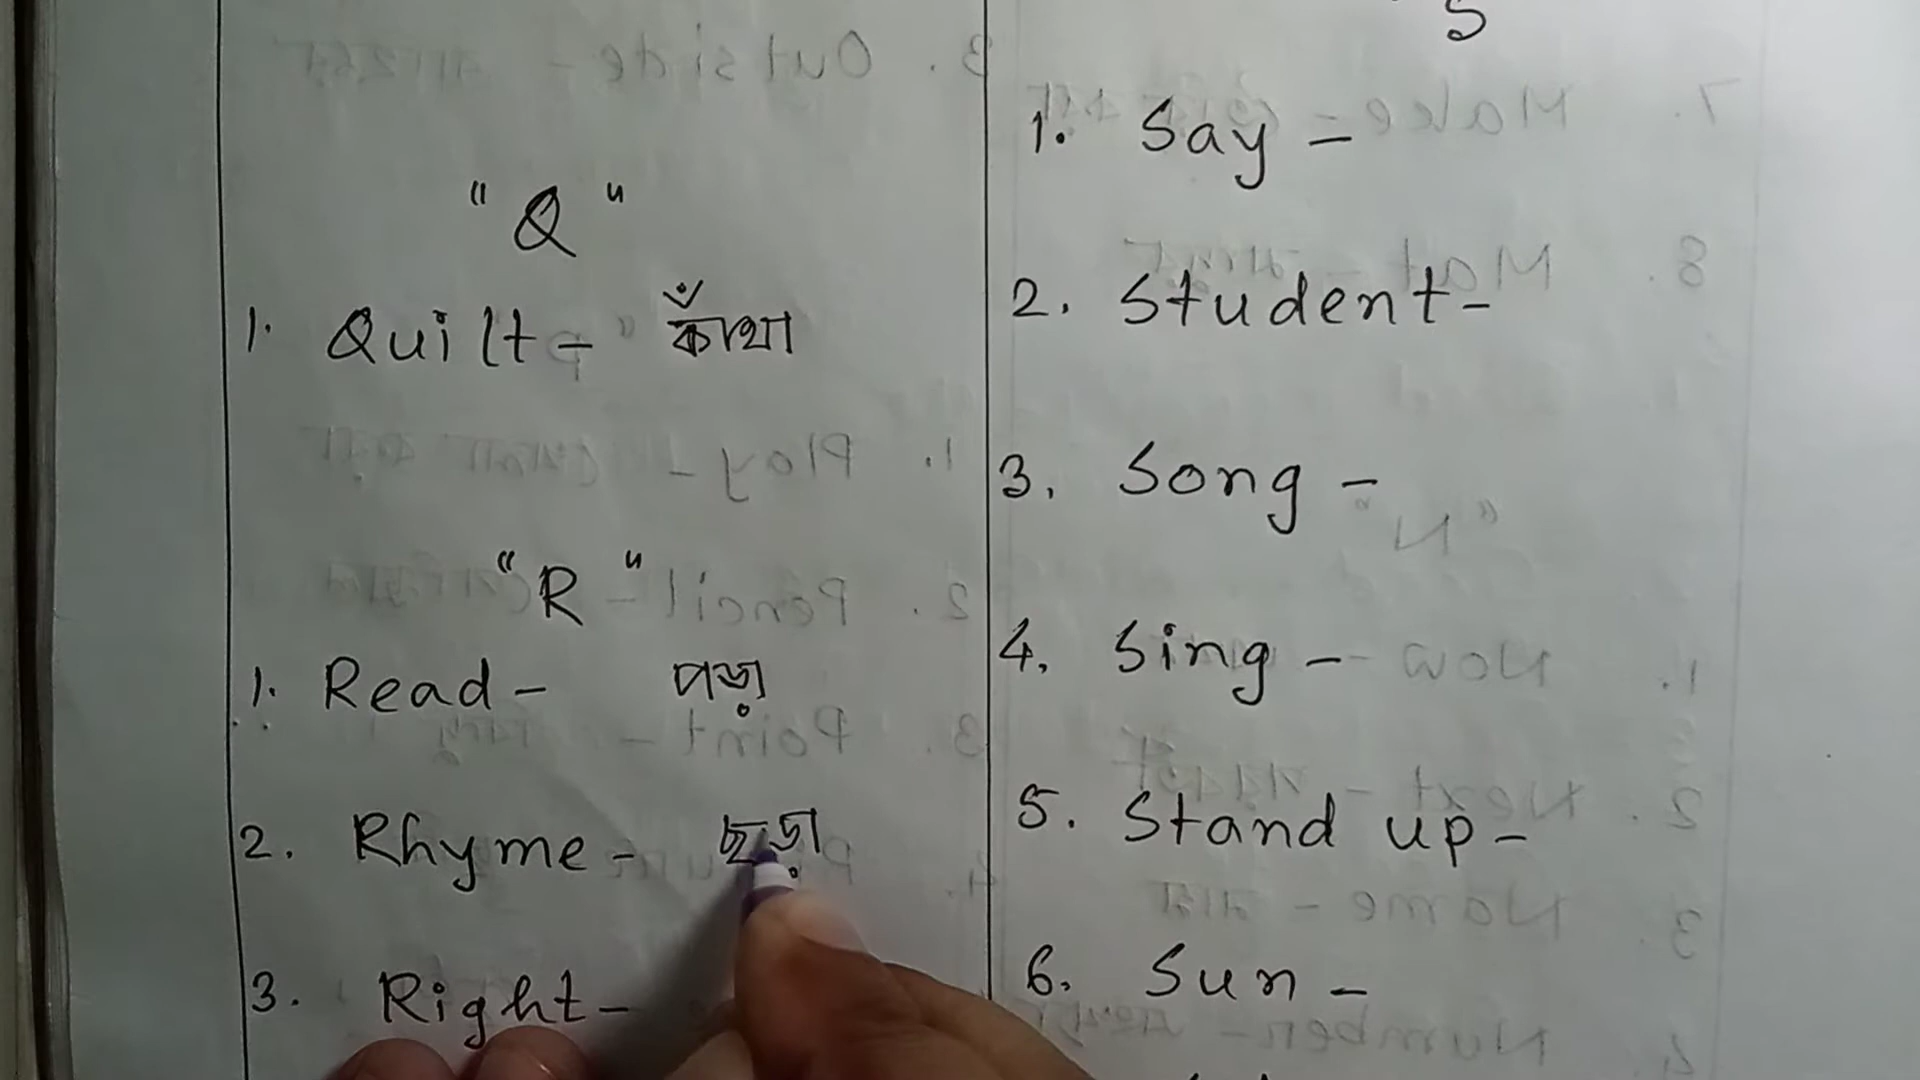 "Q"
1. Quilt - কাঁথা
"R"
1. Read - পড়া
2. Rhyme - ছড়া
3. Right -
S
1. Say -
2. Student -
3. Song -
4. Sing -
5. Stand up -
6. Sun -